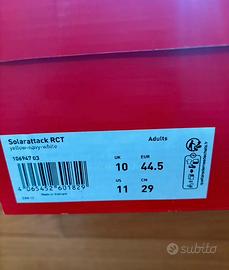 Solarattack RCT
yellow-navy-white
Adults
106947 03
UK EUR
10 44.5
US CM
11 29
4 065452 601829
Made in Vietnam
subito